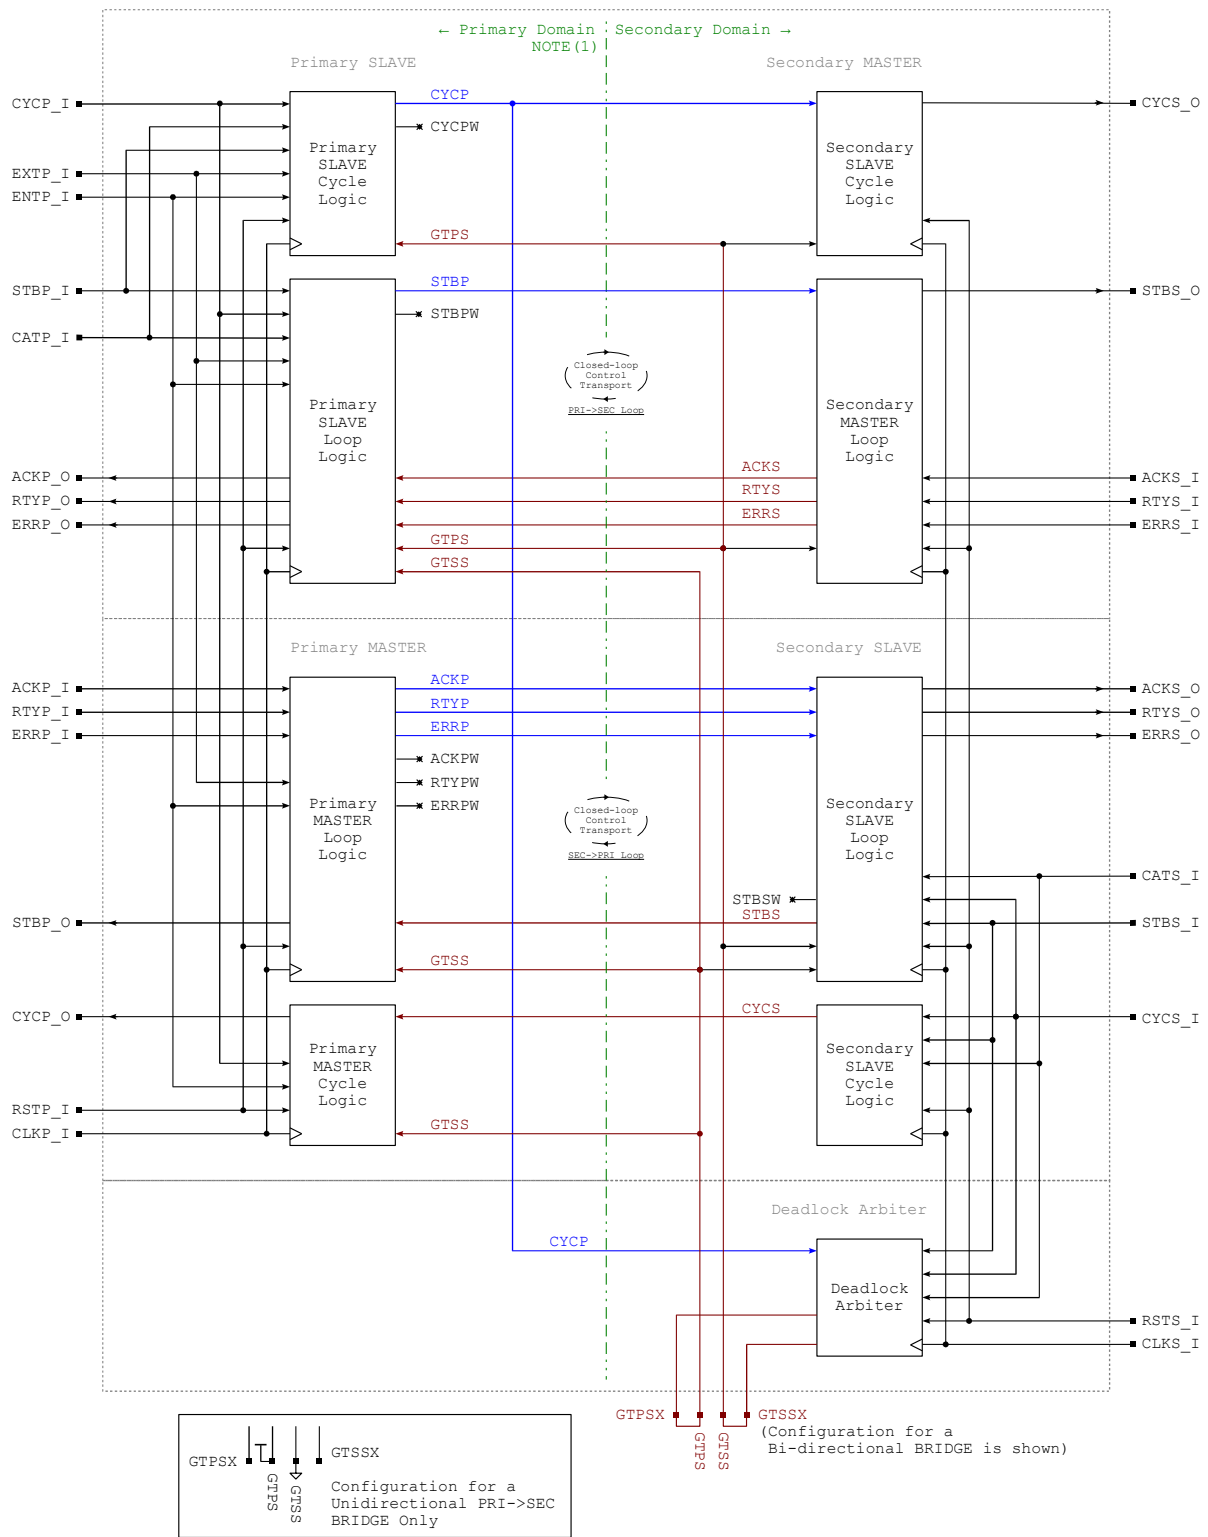 ← Primary Domain
Secondary Domain →
NOTE(1)
Primary SLAVE
Secondary MASTER
CYCP_I
CYCP
CYCS_O
CYCPW
Primary
SLAVE
Cycle
Logic
Secondary
SLAVE
Cycle
Logic
EXTP_I
ENTP_I
GTPS
STBP_I
STBP
STBS_O
STBPW
CATP_I
Closed-loop
Control
Transport
PRI->SEC Loop
Primary
SLAVE
Loop
Logic
Secondary
MASTER
Loop
Logic
ACKP_O
ACKS
ACKS_I
RTYP_O
RTYS
RTYS_I
ERRP_O
ERRS
ERRS_I
GTPS
GTSS
Primary MASTER
Secondary SLAVE
ACKP_I
ACKP
ACKS_O
RTYP_I
RTYP
RTYS_O
ERRP_I
ERRP
ERRS_O
ACKPW
RTYPW
ERRPW
Primary
MASTER
Loop
Logic
Closed-loop
Control
Transport
SEC->PRI Loop
Secondary
SLAVE
Loop
Logic
CATS_I
STBSW
STBP_O
STBS
STBS_I
GTSS
CYCP_O
CYCS
CYCS_I
Primary
MASTER
Cycle
Logic
Secondary
SLAVE
Cycle
Logic
RSTP_I
CLKP_I
GTSS
Deadlock Arbiter
CYCP
Deadlock
Arbiter
RSTS_I
CLKS_I
GTPSX
GTPS
GTSS
GTSSX
(Configuration for a
Bi-directional BRIDGE is shown)
GTPSX
GTPS
GTSS
GTSSX
Configuration for a
Unidirectional PRI->SEC
BRIDGE Only